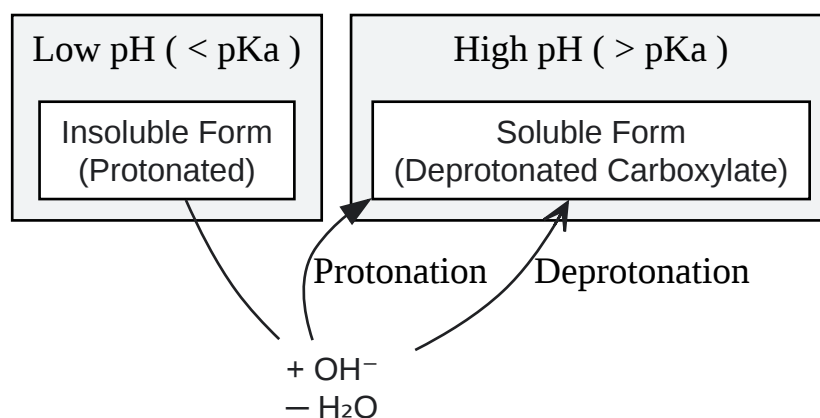 Low pH ( < pKa )
Insoluble Form
(Protonated)
High pH ( > pKa )
Soluble Form
(Deprotonated Carboxylate)
Protonation
Deprotonation
+ OH⁻
— H₂O